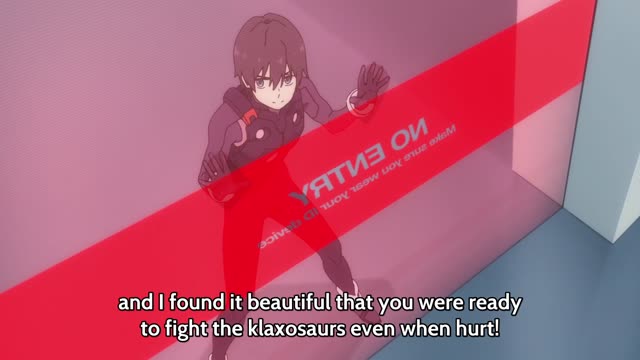 NO ENTRY
Make sure you wear your ID device
and I found it beautiful that you were ready
to fight the klaxosaurs even when hurt!